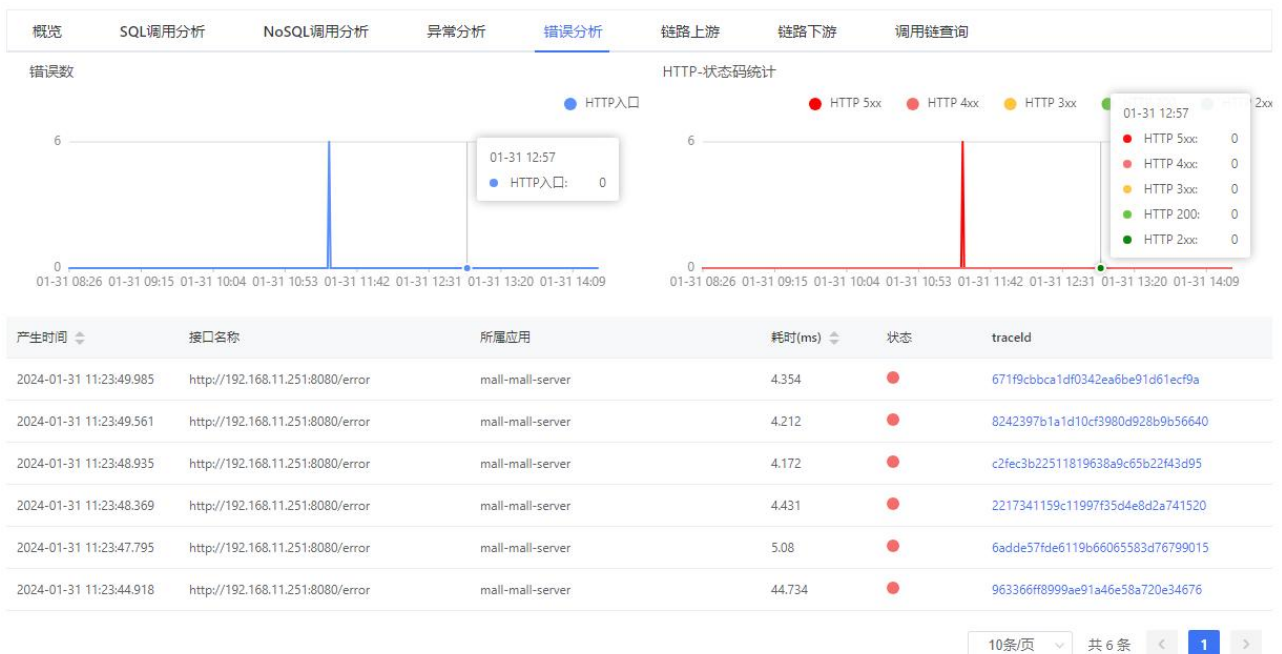 概览 SQL调用分析 NoSQL调用分析 异常分析 错误分析 链路上游 链路下游 调用链查询
错误数
HTTP入口
6
01-31 12:57
HTTP入口: 0
0
01-31 08:26 01-31 09:15 01-31 10:04 01-31 10:53 01-31 11:42 01-31 12:31 01-31 13:20 01-31 14:09
HTTP-状态码统计
HTTP 5xx HTTP 4xx HTTP 3xx 2xx
6
01-31 12:57
HTTP 5xx: 0
HTTP 4xx: 0
HTTP 3xx: 0
HTTP 200: 0
HTTP 2xx: 0
0
01-31 08:26 01-31 09:15 01-31 10:04 01-31 10:53 01-31 11:42 01-31 12:31 01-31 13:20 01-31 14:09
产生时间 接口名称 所属应用 耗时(ms) 状态 traceId
2024-01-31 11:23:49.985 http://192.168.11.251:8080/error mall-mall-server 4.354 671f9cbbca1df0342ea6be91d61ecf9a
2024-01-31 11:23:49.561 http://192.168.11.251:8080/error mall-mall-server 4.212 8242397b1a1d10cf3980d928b9b56640
2024-01-31 11:23:48.935 http://192.168.11.251:8080/error mall-mall-server 4.172 c2fec3b22511819638a9c65b22f43d95
2024-01-31 11:23:48.369 http://192.168.11.251:8080/error mall-mall-server 4.431 2217341159c11997f35d4e8d2a741520
2024-01-31 11:23:47.795 http://192.168.11.251:8080/error mall-mall-server 5.08 6adde57fde6119b66065583d76799015
2024-01-31 11:23:44.918 http://192.168.11.251:8080/error mall-mall-server 44.734 963366ff8999ae91a46e58a720e34676
10条/页 共 6 条 < 1 >